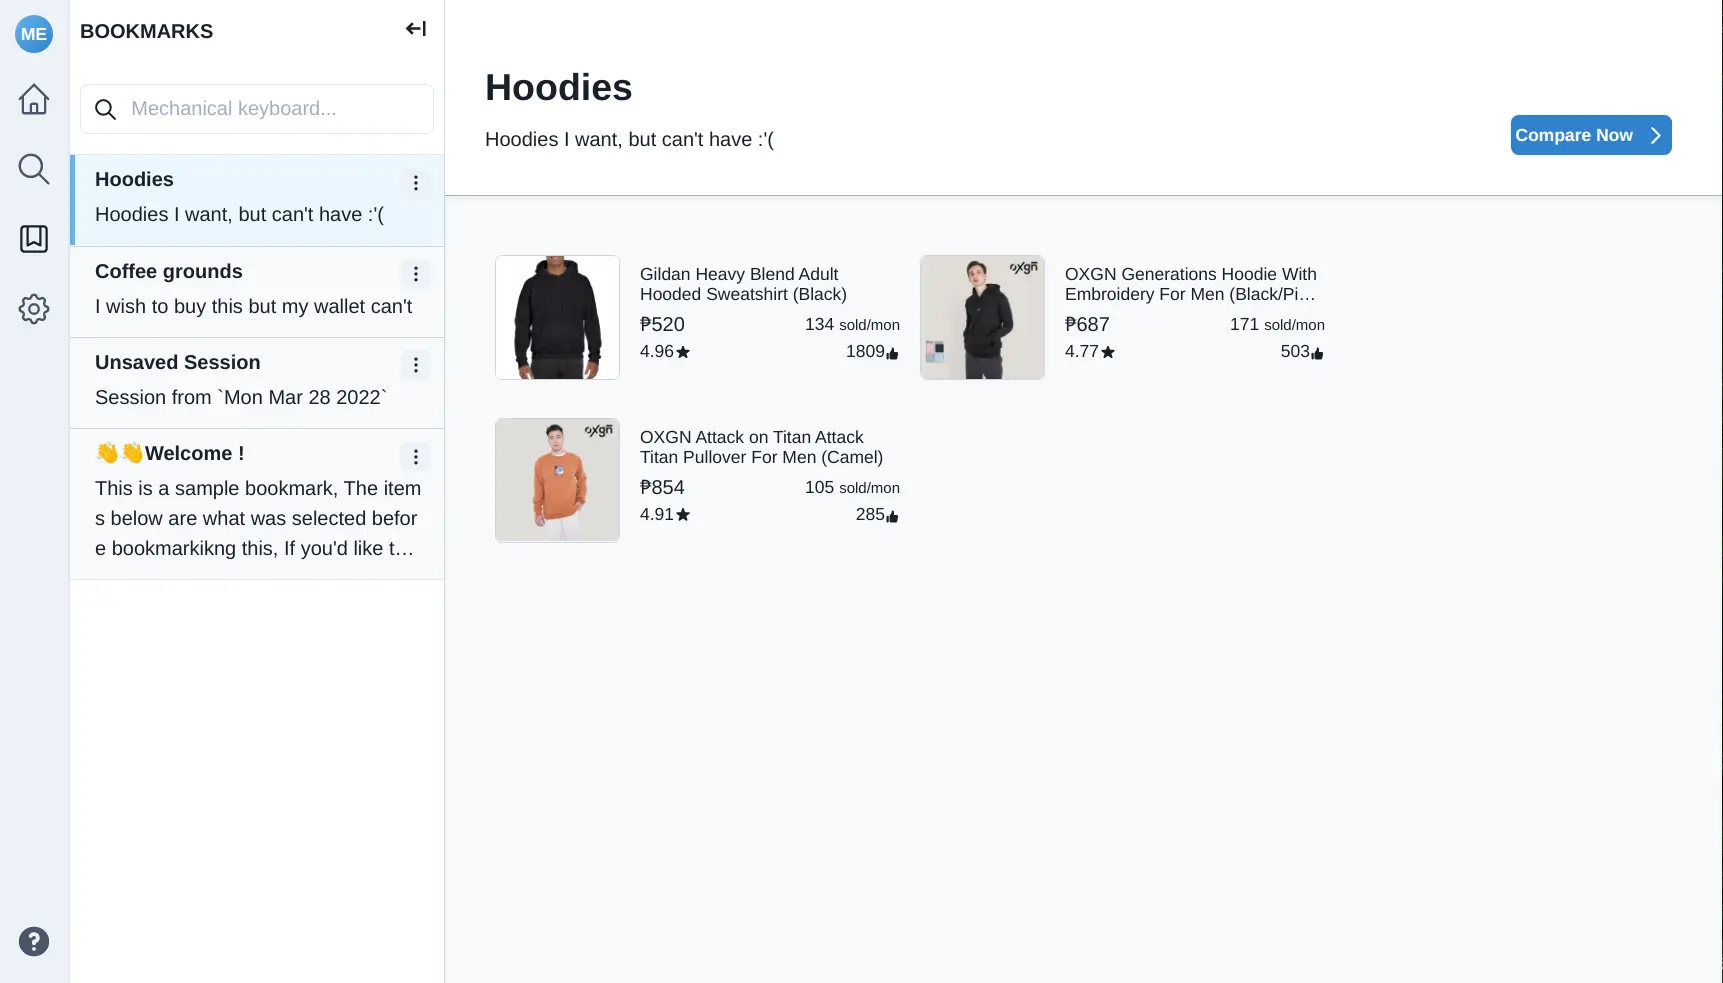 ME
BOOKMARKS
Mechanical keyboard...
Hoodies
Hoodies I want, but can't have :'(
Coffee grounds
I wish to buy this but my wallet can't
Unsaved Session
Session from `Mon Mar 28 2022`
👋👋Welcome !
This is a sample bookmark, The item
s below are what was selected befor
e bookmarkikng this, If you'd like t…
Hoodies
Hoodies I want, but can't have :'(
Compare Now
Gildan Heavy Blend Adult
Hooded Sweatshirt (Black)
₱520 134 sold/mon
4.96★ 1809
oxgn
OXGN Generations Hoodie With
Embroidery For Men (Black/Pi…
₱687 171 sold/mon
4.77★ 503
oxgn
OXGN Attack on Titan Attack
Titan Pullover For Men (Camel)
₱854 105 sold/mon
4.91★ 285
?